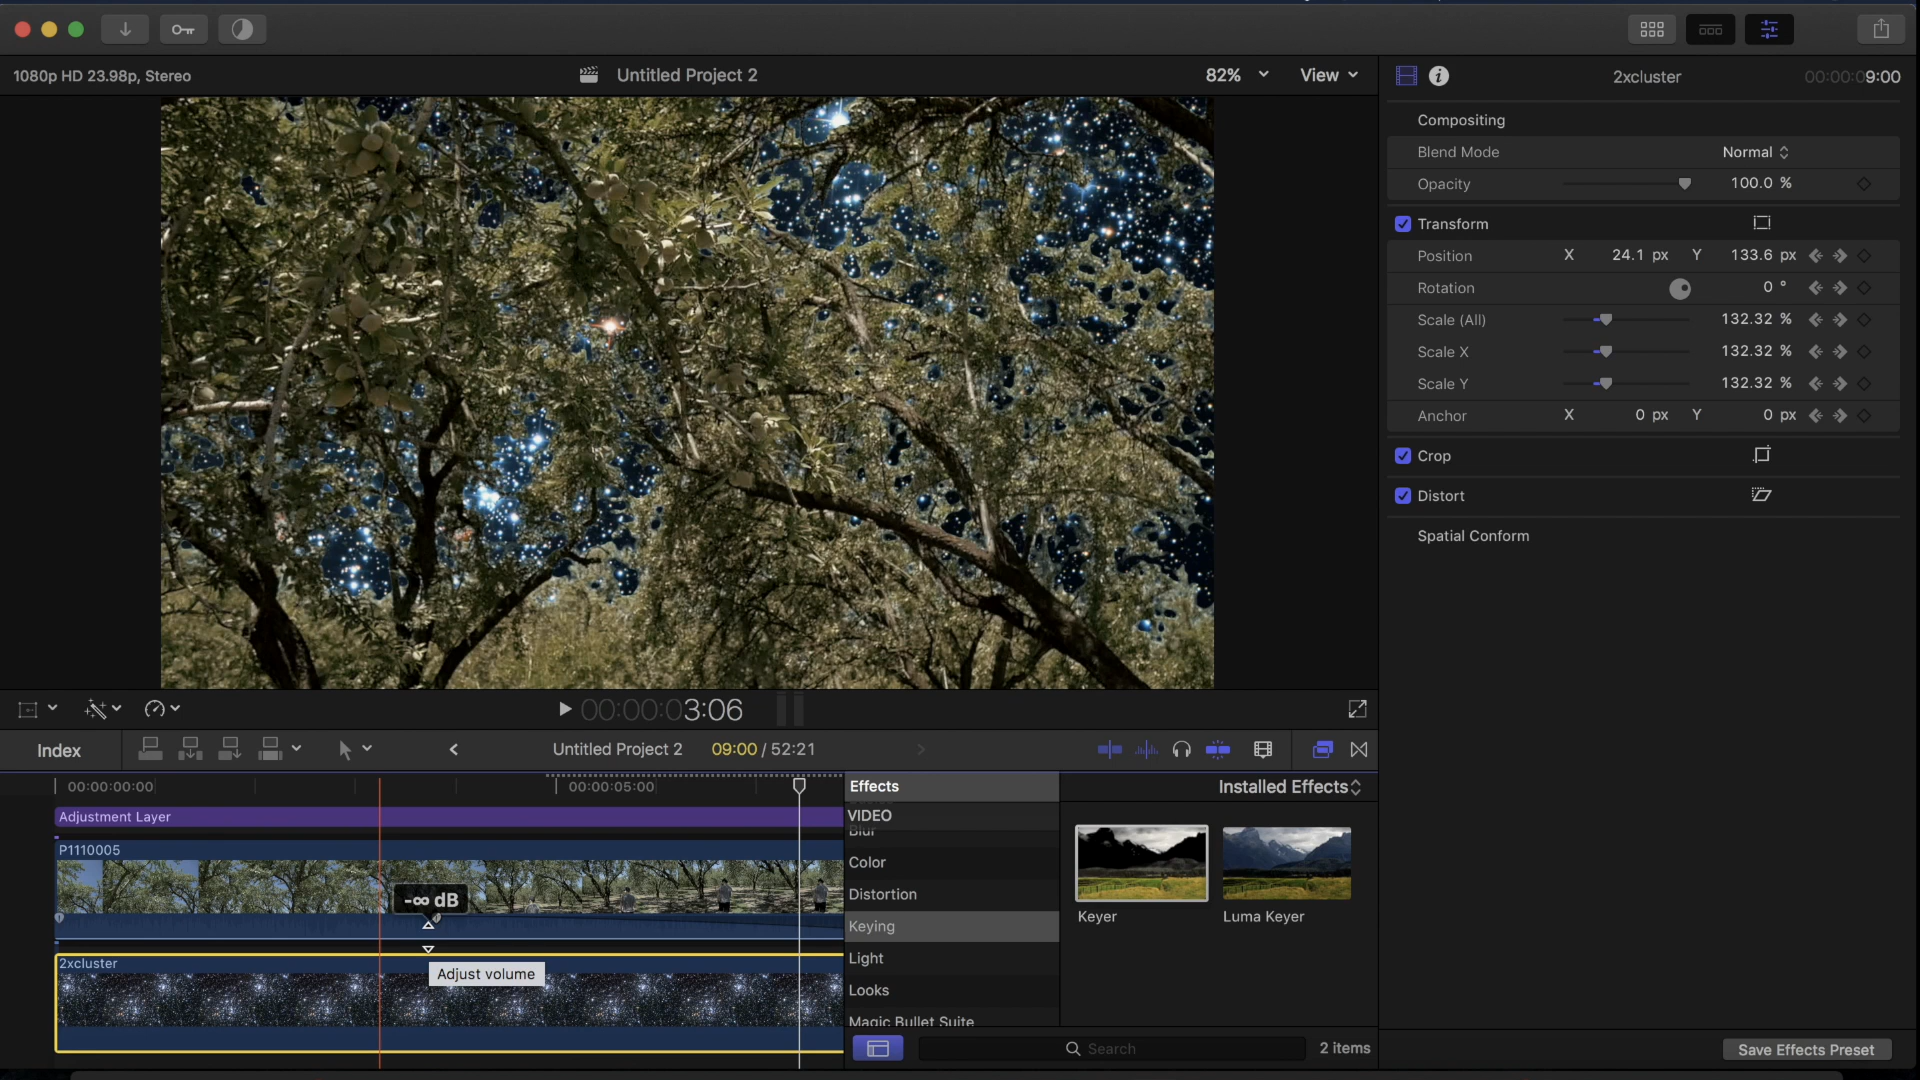 1080p HD 23.98p, Stereo
Untitled Project 2
82%
View
2xcluster
00:00:09:00
Compositing
Blend Mode
Normal
Opacity
100.0 %
Transform
Position
X 24.1 px Y 133.6 px
Rotation
0 °
Scale (All)
132.32 %
Scale X
132.32 %
Scale Y
132.32 %
Anchor
X 0 px Y 0 px
Crop
Distort
Spatial Conform
00:00:03:06
Index
Untitled Project 2
09:00 / 52:21
00:00:00:00
00:00:05:00
Adjustment Layer
P1110005
-∞ dB
2xcluster
Adjust volume
Effects
VIDEO
Blur
Color
Distortion
Keying
Light
Looks
Magic Bullet Suite
Installed Effects
Keyer
Luma Keyer
Search
2 items
Save Effects Preset